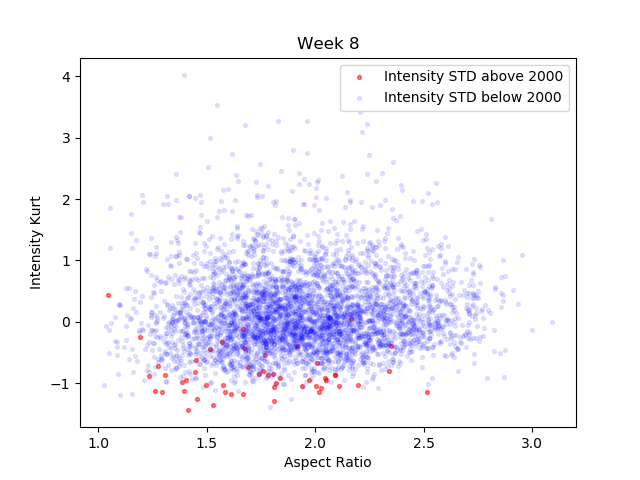 Week 8
Intensity STD above 2000
Intensity STD below 2000
4
3
2
1
0
−1
Intensity Kurt
1.0 1.5 2.0 2.5 3.0
Aspect Ratio